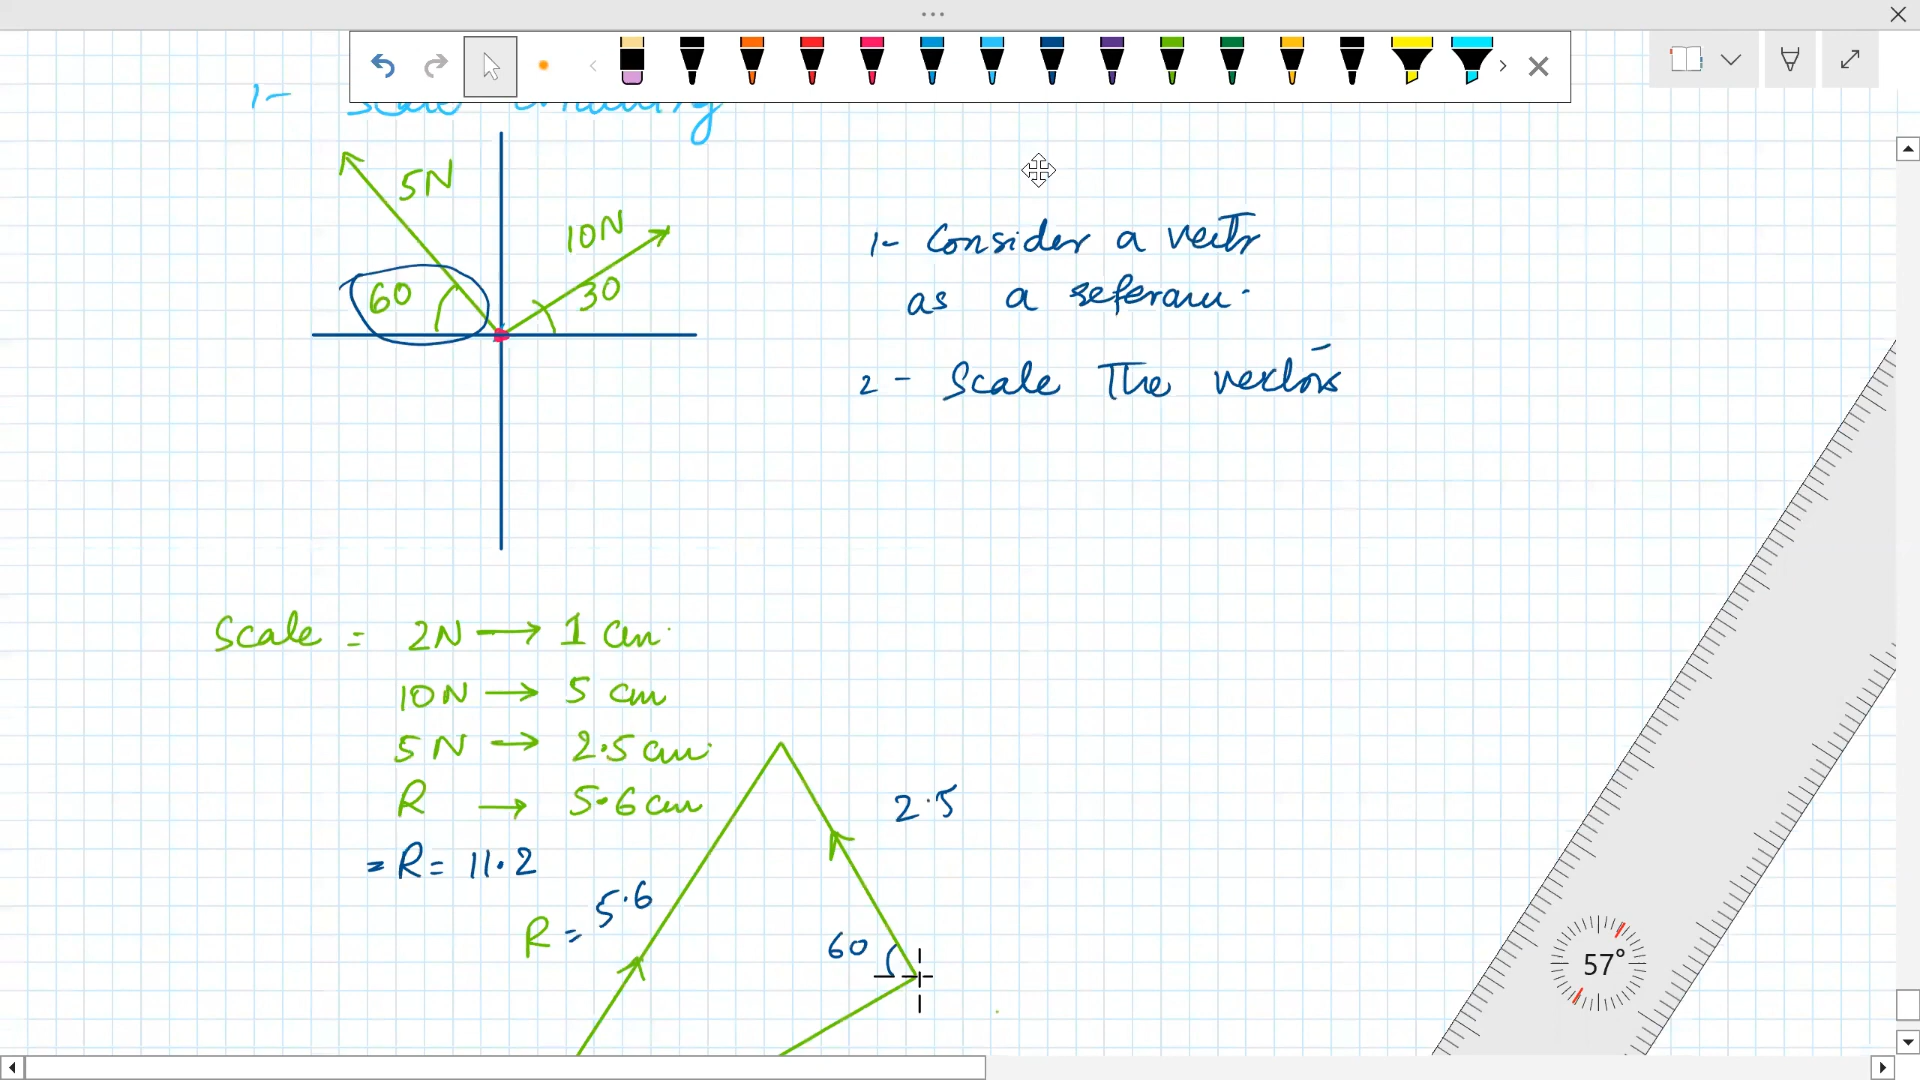 1-
5N
10N
60
30
1- Consider a vector
as a referance.
2- Scale The vectors
Scale = 2N → 1 cm.
10N → 5 cm
5N → 2.5 cm.
R → 5.6 cm
= R = 11.2
2.5
R = 5.6
60
57°